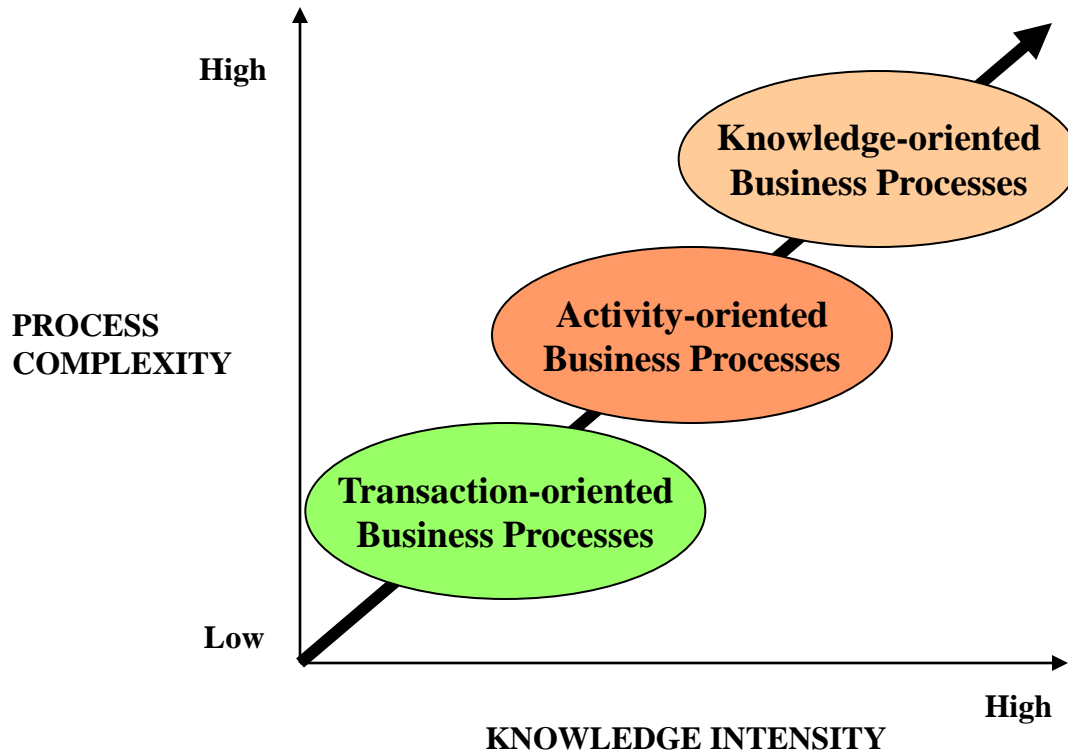 High
Knowledge-oriented
Business Processes
PROCESS
COMPLEXITY
Activity-oriented
Business Processes
Transaction-oriented
Business Processes
Low
High
KNOWLEDGE INTENSITY